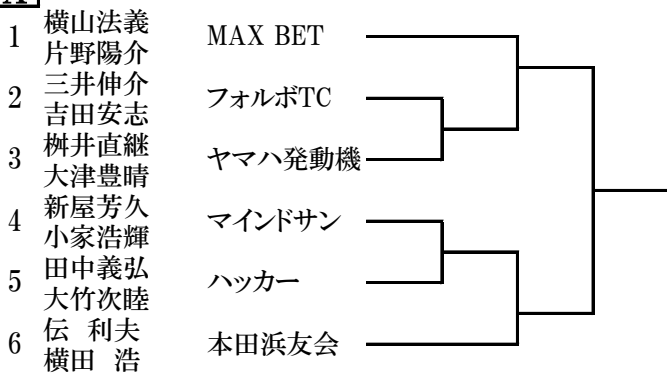 A
1 横山法義 片野陽介 MAX BET
2 三井伸介 吉田安志 フォルボTC
3 桝井直継 大津豊晴 ヤマハ発動機
4 新屋芳久 小家浩輝 マインドサン
5 田中義弘 大竹次睦 ハッカー
6 伝 利夫 横田 浩 本田浜友会